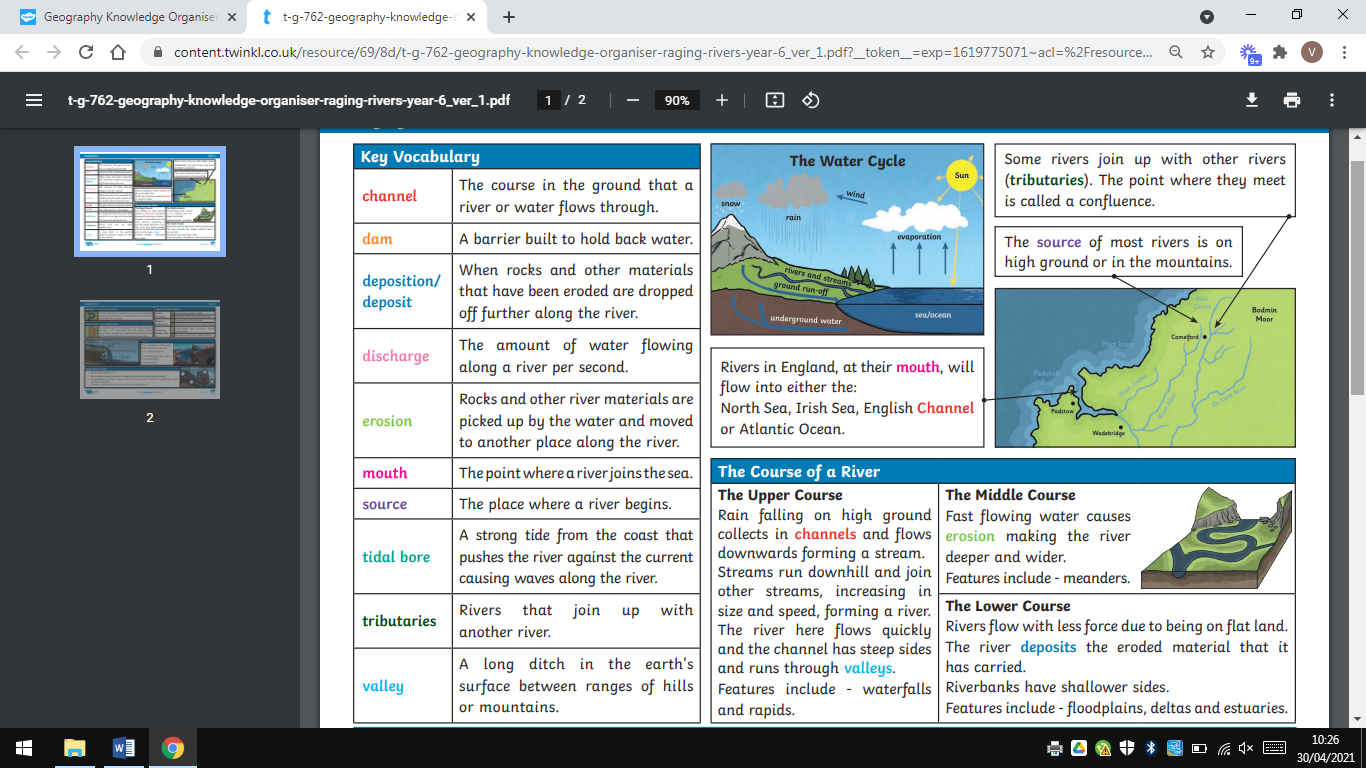 Geography Knowledge Organiser
t-g-762-geography-knowledge-o
content.twinkl.co.uk/resource/69/8d/t-g-762-geography-knowledge-organiser-raging-rivers-year-6_ver_1.pdf?__token__=exp=1619775071~acl=%2Fresource...
9+
V
t-g-762-geography-knowledge-organiser-raging-rivers-year-6_ver_1.pdf
1 / 2
90%
1
2
Key Vocabulary
channel
The course in the ground that a
river or water flows through.
dam
A barrier built to hold back water.
deposition/
deposit
When rocks and other materials
that have been eroded are dropped
off further along the river.
discharge
The amount of water flowing
along a river per second.
erosion
Rocks and other river materials are
picked up by the water and moved
to another place along the river.
mouth
The point where a river joins the sea.
source
The place where a river begins.
tidal bore
A strong tide from the coast that
pushes the river against the current
causing waves along the river.
tributaries
Rivers that join up with
another river.
valley
A long ditch in the earth's
surface between ranges of hills
or mountains.
The Water Cycle
Sun
wind
snow
rain
evaporation
rivers and streams
ground run-off
underground water
sea/ocean
Some rivers join up with other rivers
(tributaries). The point where they meet
is called a confluence.
The source of most rivers is on
high ground or in the mountains.
Rivers in England, at their mouth, will
flow into either the:
North Sea, Irish Sea, English Channel
or Atlantic Ocean.
Bodmin
Moor
Camelford
Padstow
Bay
Padstow
Wadebridge
The Course of a River
The Upper Course
Rain falling on high ground
collects in channels and flows
downwards forming a stream.
Streams run downhill and join
other streams, increasing in
size and speed, forming a river.
The river here flows quickly
and the channel has steep sides
and runs through valleys.
Features include - waterfalls
and rapids.
The Middle Course
Fast flowing water causes
erosion making the river
deeper and wider.
Features include - meanders.
The Lower Course
Rivers flow with less force due to being on flat land.
The river deposits the eroded material that it
has carried.
Riverbanks have shallower sides.
Features include - floodplains, deltas and estuaries.
10:26
30/04/2021